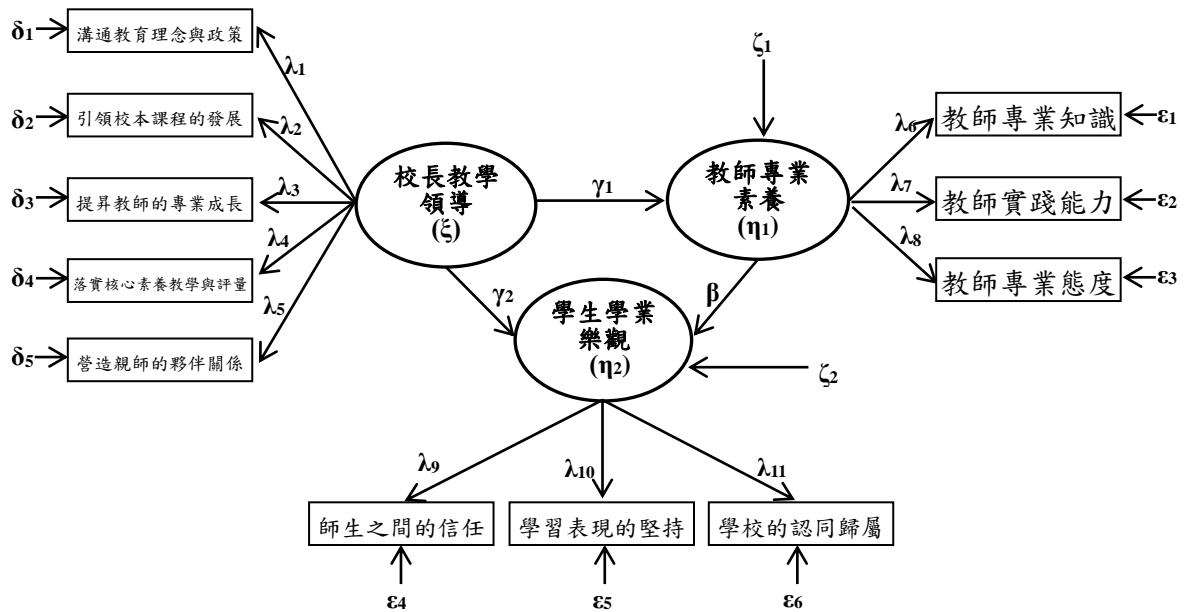 δ1
溝通教育理念與政策
λ1
ζ1
δ2
引領校本課程的發展
λ2
λ6
教師專業知識
ε1
校長教學
領導
(ξ)
γ1
教師專業
素養
(η1)
δ3
提昇教師的專業成長
λ3
λ7
教師實踐能力
ε2
δ4
落實核心素養教學與評量
λ4
λ8
教師專業態度
ε3
γ2
β
δ5
營造親師的夥伴關係
λ5
學生學業
樂觀
(η2)
ζ2
λ9
λ10
λ11
師生之間的信任
學習表現的堅持
學校的認同歸屬
ε4
ε5
ε6